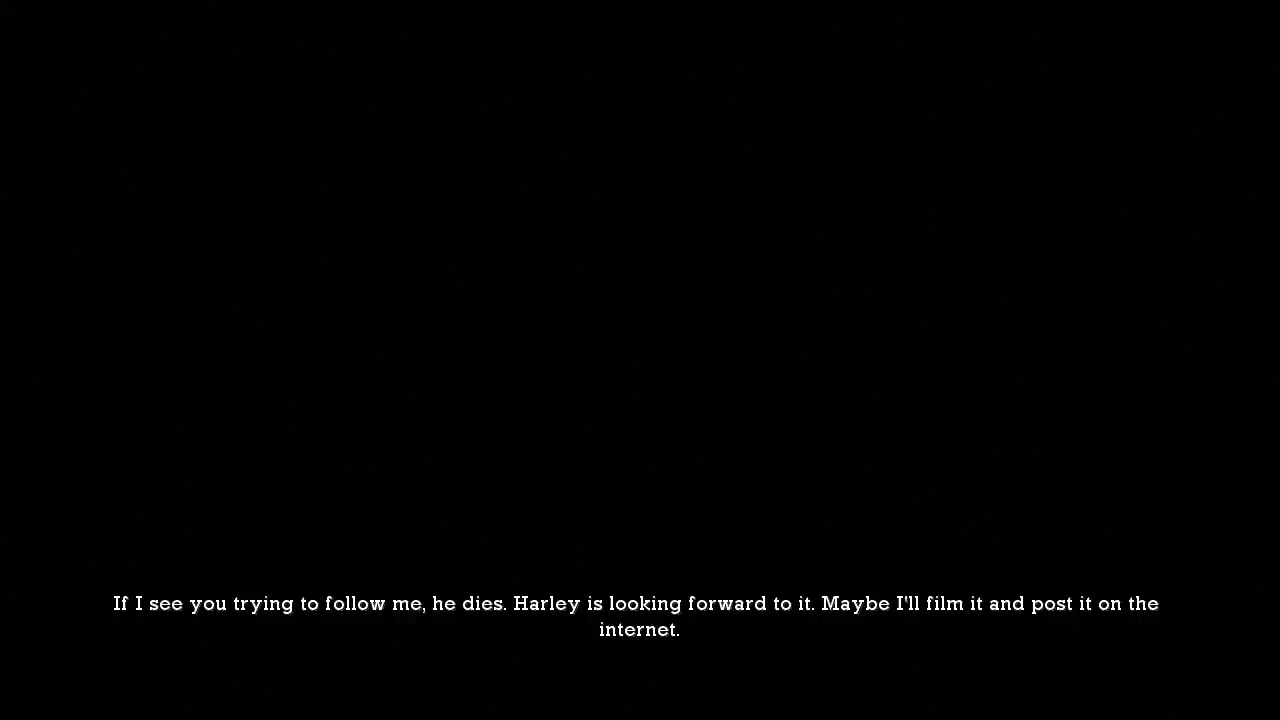 If I see you trying to follow me, he dies. Harley is looking forward to it. Maybe I'll film it and post it on the
internet.